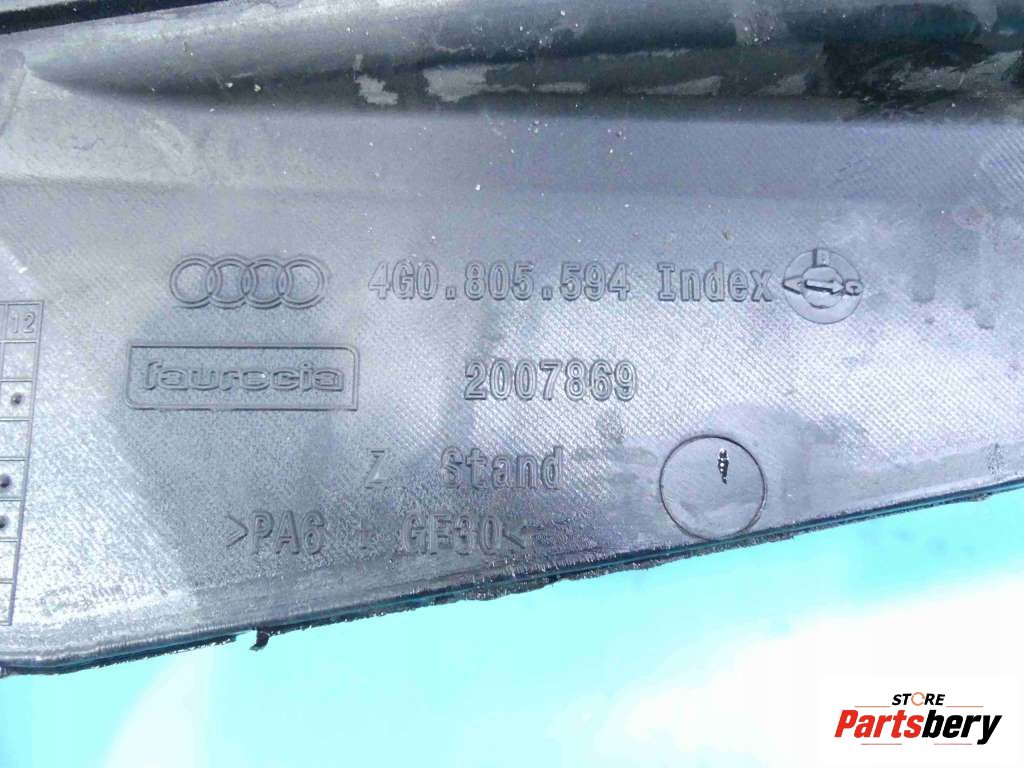 4G0.805.594 Index
12
faurecia
2007869
Z. Stand
>PA6 + GF30<
STORE
Partsbery